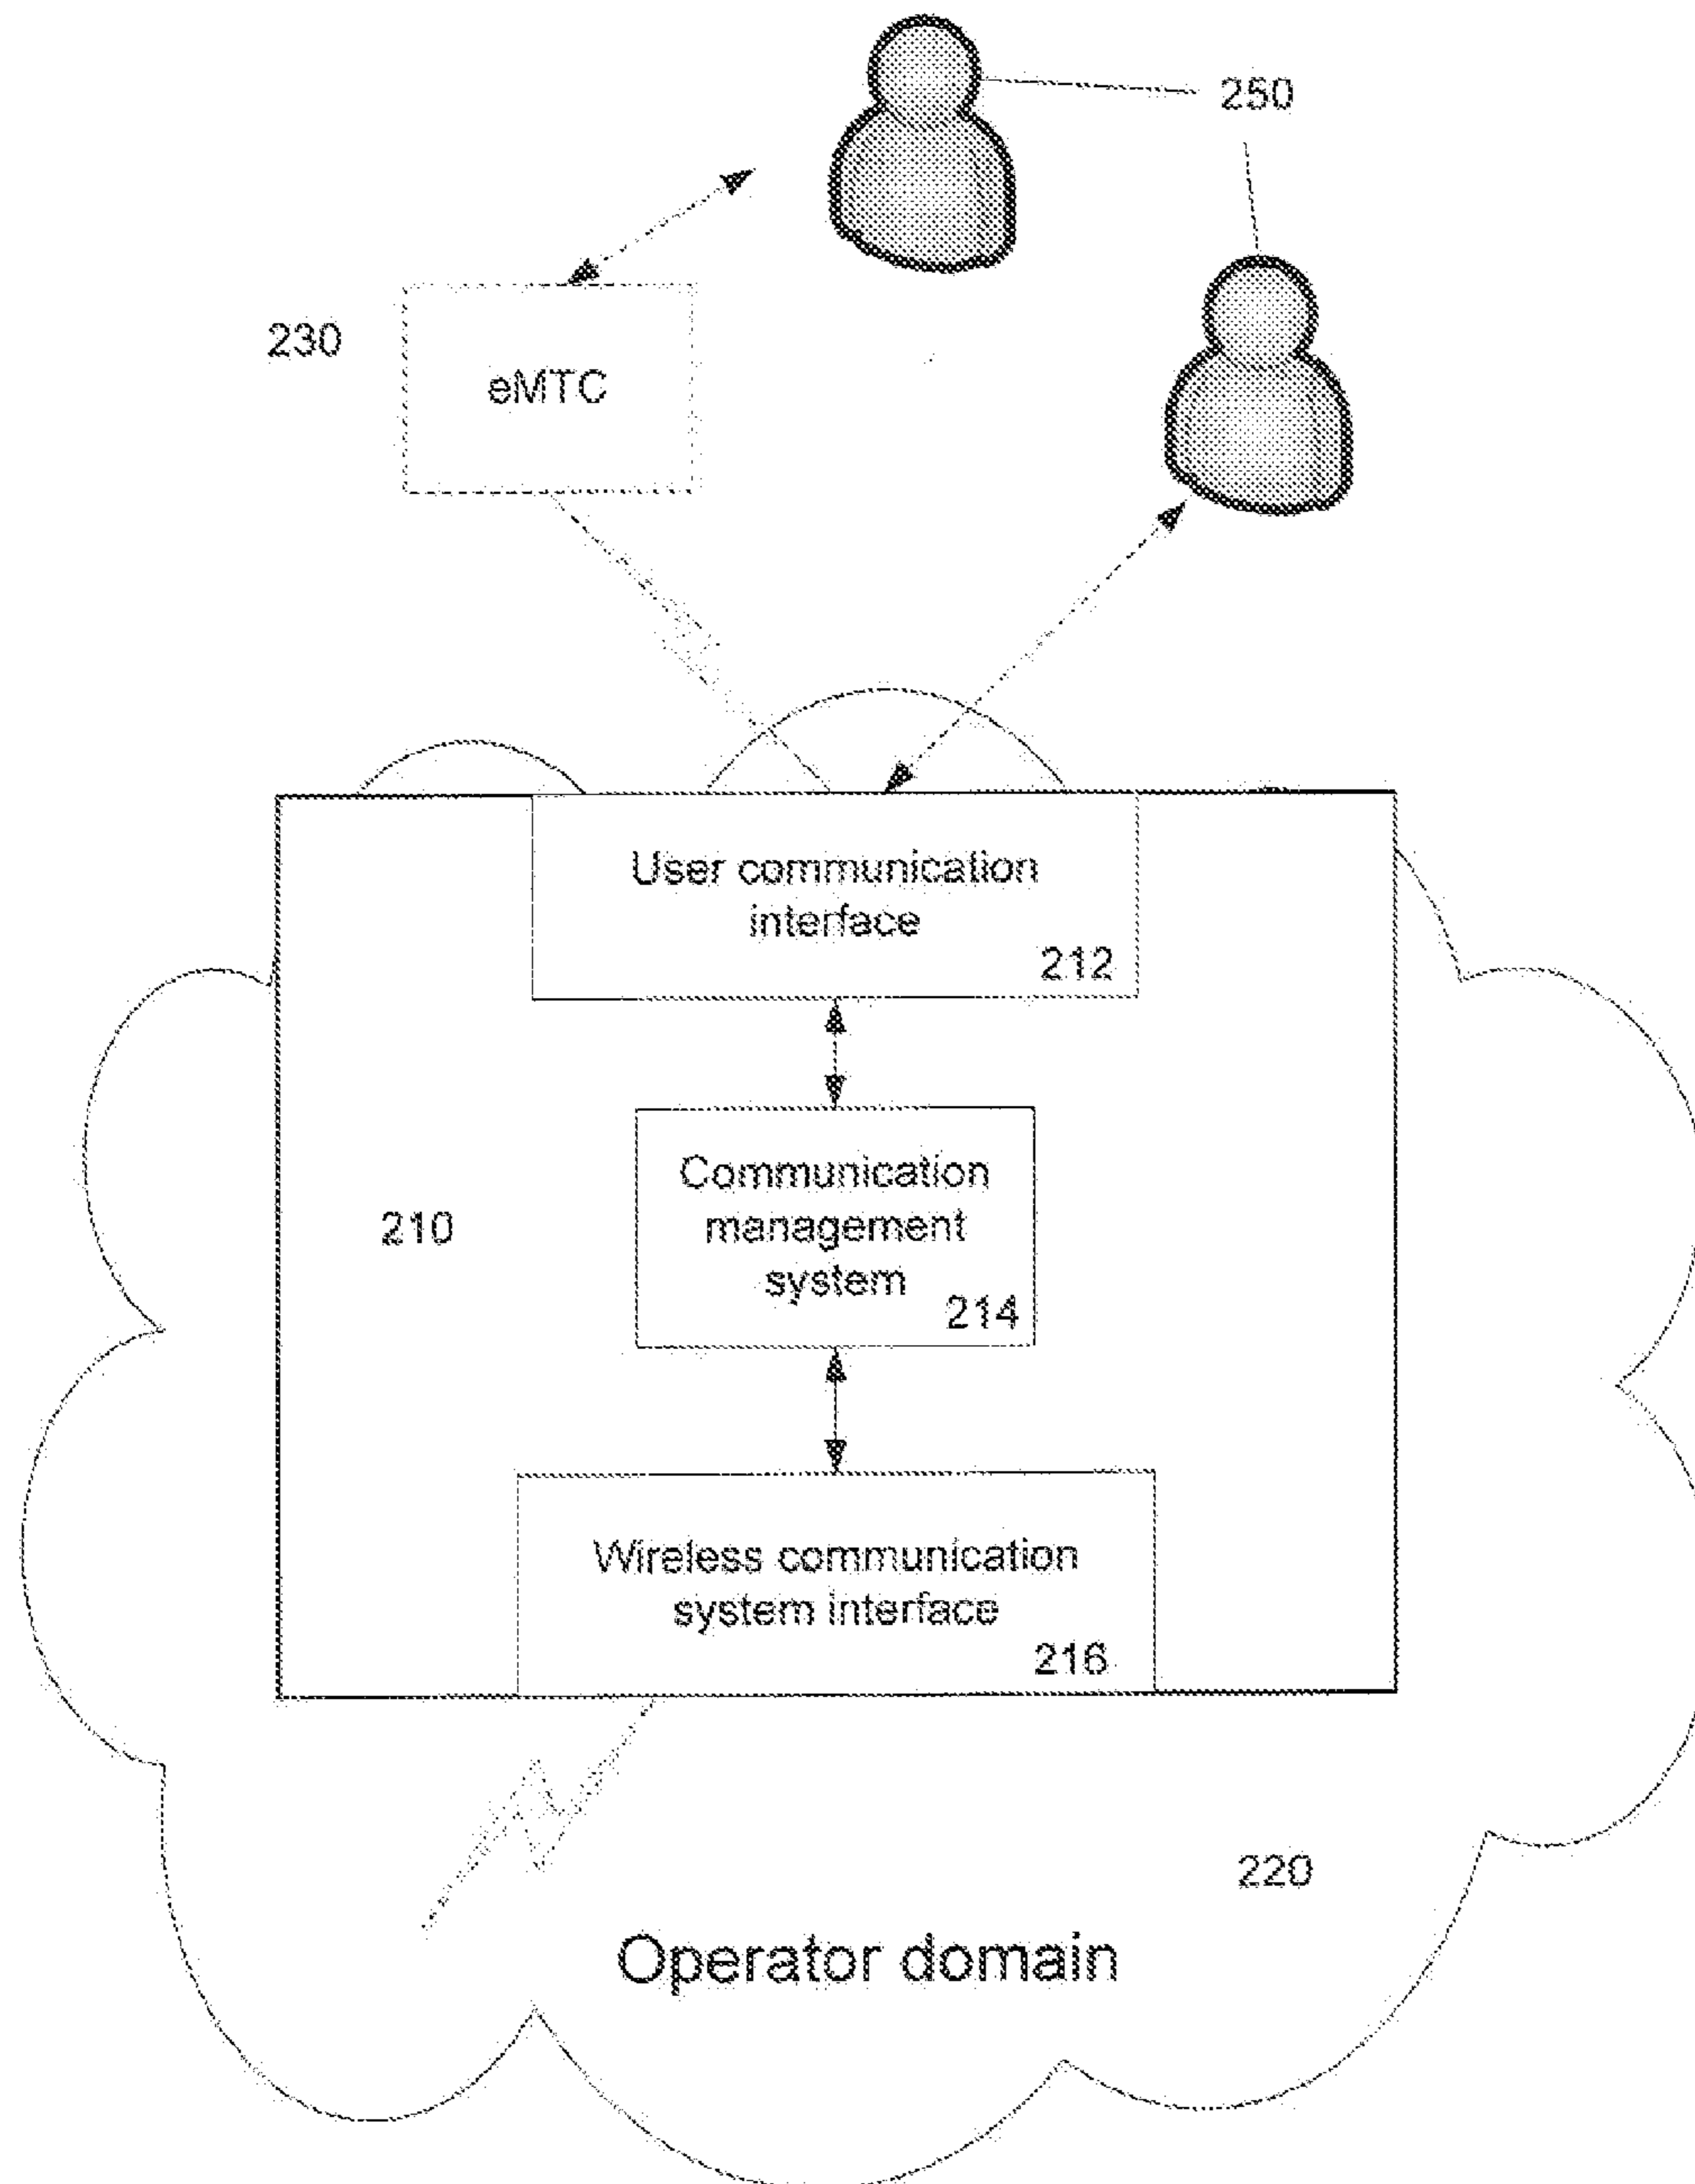 250
230
eMTC
User communication
interface
212
Communication
management
system
214
210
Wireless communication
system interface
216
220
Operator domain